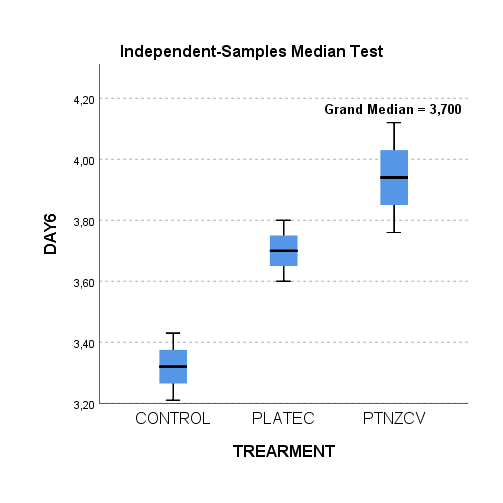 Independent-Samples Median Test
Grand Median = 3,700
4,20
4,00
3,80
3,60
3,40
3,20
DAY6
CONTROL PLATEC PTNZCV
TREARMENT